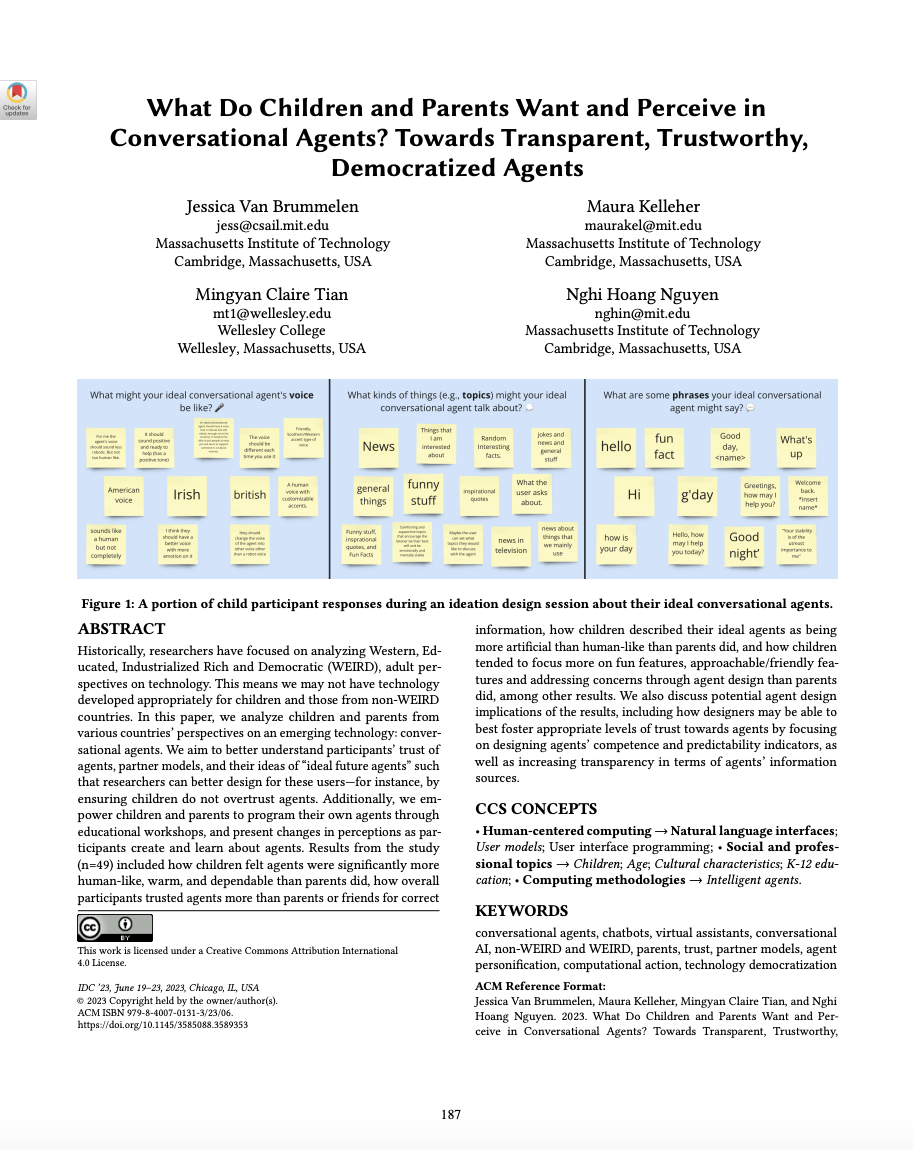 Check for
updates
What Do Children and Parents Want and Perceive in
Conversational Agents? Towards Transparent, Trustworthy,
Democratized Agents
Jessica Van Brummelen
jess@csail.mit.edu
Massachusetts Institute of Technology
Cambridge, Massachusetts, USA
Maura Kelleher
maurakel@mit.edu
Massachusetts Institute of Technology
Cambridge, Massachusetts, USA
Mingyan Claire Tian
mt1@wellesley.edu
Wellesley College
Wellesley, Massachusetts, USA
Nghi Hoang Nguyen
nghin@mit.edu
Massachusetts Institute of Technology
Cambridge, Massachusetts, USA
What might your ideal conversational agent's voice
be like?
For me the
agent's voice
should sound less
robotic. But not
too human like.
It should
sound positive
and ready to
help (has a
positive tone)
The voice
should be
different each
time you use it
Friendly,
Southern/Western
accent type of
voice
American
voice
Irish
british
A human
voice with
customizable
accents.
sounds like
a human
but not
completely
I think they
should have a
better voice
with more
emotion on it
they should
change the voice
of the agent into
other voice other
than a robot voice
What kinds of things (e.g., topics) might your ideal
conversational agent talk about?
News
Things that
I am
interested
about
Random
Interesting
facts.
jokes and
news and
general
stuff
general
things
funny
stuff
inspirational
quotes
What the
user asks
about.
Funny stuff,
inspirational
quotes, and
Fun Facts
Maybe the user
can set what
topics they would
like to discuss
with the agent
news in
television
news about
things that
we mainly
use
What are some phrases your ideal conversational
agent might say?
hello
fun
fact
Good
day,
<name>
What's
up
Hi
g'day
Greetings,
how may I
help you?
Welcome
back.
*insert
name*
how is
your day
Hello, how
may I help
you today?
Good
night'
"Your stability
is of the
utmost
importance to
me"
Figure 1: A portion of child participant responses during an ideation design session about their ideal conversational agents.
ABSTRACT
Historically, researchers have focused on analyzing Western, Ed-
ucated, Industrialized Rich and Democratic (WEIRD), adult per-
spectives on technology. This means we may not have technology
developed appropriately for children and those from non-WEIRD
countries. In this paper, we analyze children and parents from
various countries' perspectives on an emerging technology: conver-
sational agents. We aim to better understand participants' trust of
agents, partner models, and their ideas of "ideal future agents" such
that researchers can better design for these users—for instance, by
ensuring children do not overtrust agents. Additionally, we em-
power children and parents to program their own agents through
educational workshops, and present changes in perceptions as par-
ticipants create and learn about agents. Results from the study
(n=49) included how children felt agents were significantly more
human-like, warm, and dependable than parents did, how overall
participants trusted agents more than parents or friends for correct
cc
BY
This work is licensed under a Creative Commons Attribution International
4.0 License.
IDC '23, June 19–23, 2023, Chicago, IL, USA
© 2023 Copyright held by the owner/author(s).
ACM ISBN 979-8-4007-0131-3/23/06.
https://doi.org/10.1145/3585088.3589353
information, how children described their ideal agents as being
more artificial than human-like than parents did, and how children
tended to focus more on fun features, approachable/friendly fea-
tures and addressing concerns through agent design than parents
did, among other results. We also discuss potential agent design
implications of the results, including how designers may be able to
best foster appropriate levels of trust towards agents by focusing
on designing agents' competence and predictability indicators, as
well as increasing transparency in terms of agents' information
sources.
CCS CONCEPTS
• Human-centered computing → Natural language interfaces;
User models; User interface programming; • Social and profes-
sional topics → Children; Age; Cultural characteristics; K-12 edu-
cation; • Computing methodologies → Intelligent agents.
KEYWORDS
conversational agents, chatbots, virtual assistants, conversational
AI, non-WEIRD and WEIRD, parents, trust, partner models, agent
personification, computational action, technology democratization
ACM Reference Format:
Jessica Van Brummelen, Maura Kelleher, Mingyan Claire Tian, and Nghi
Hoang Nguyen. 2023. What Do Children and Parents Want and Per-
ceive in Conversational Agents? Towards Transparent, Trustworthy,
187